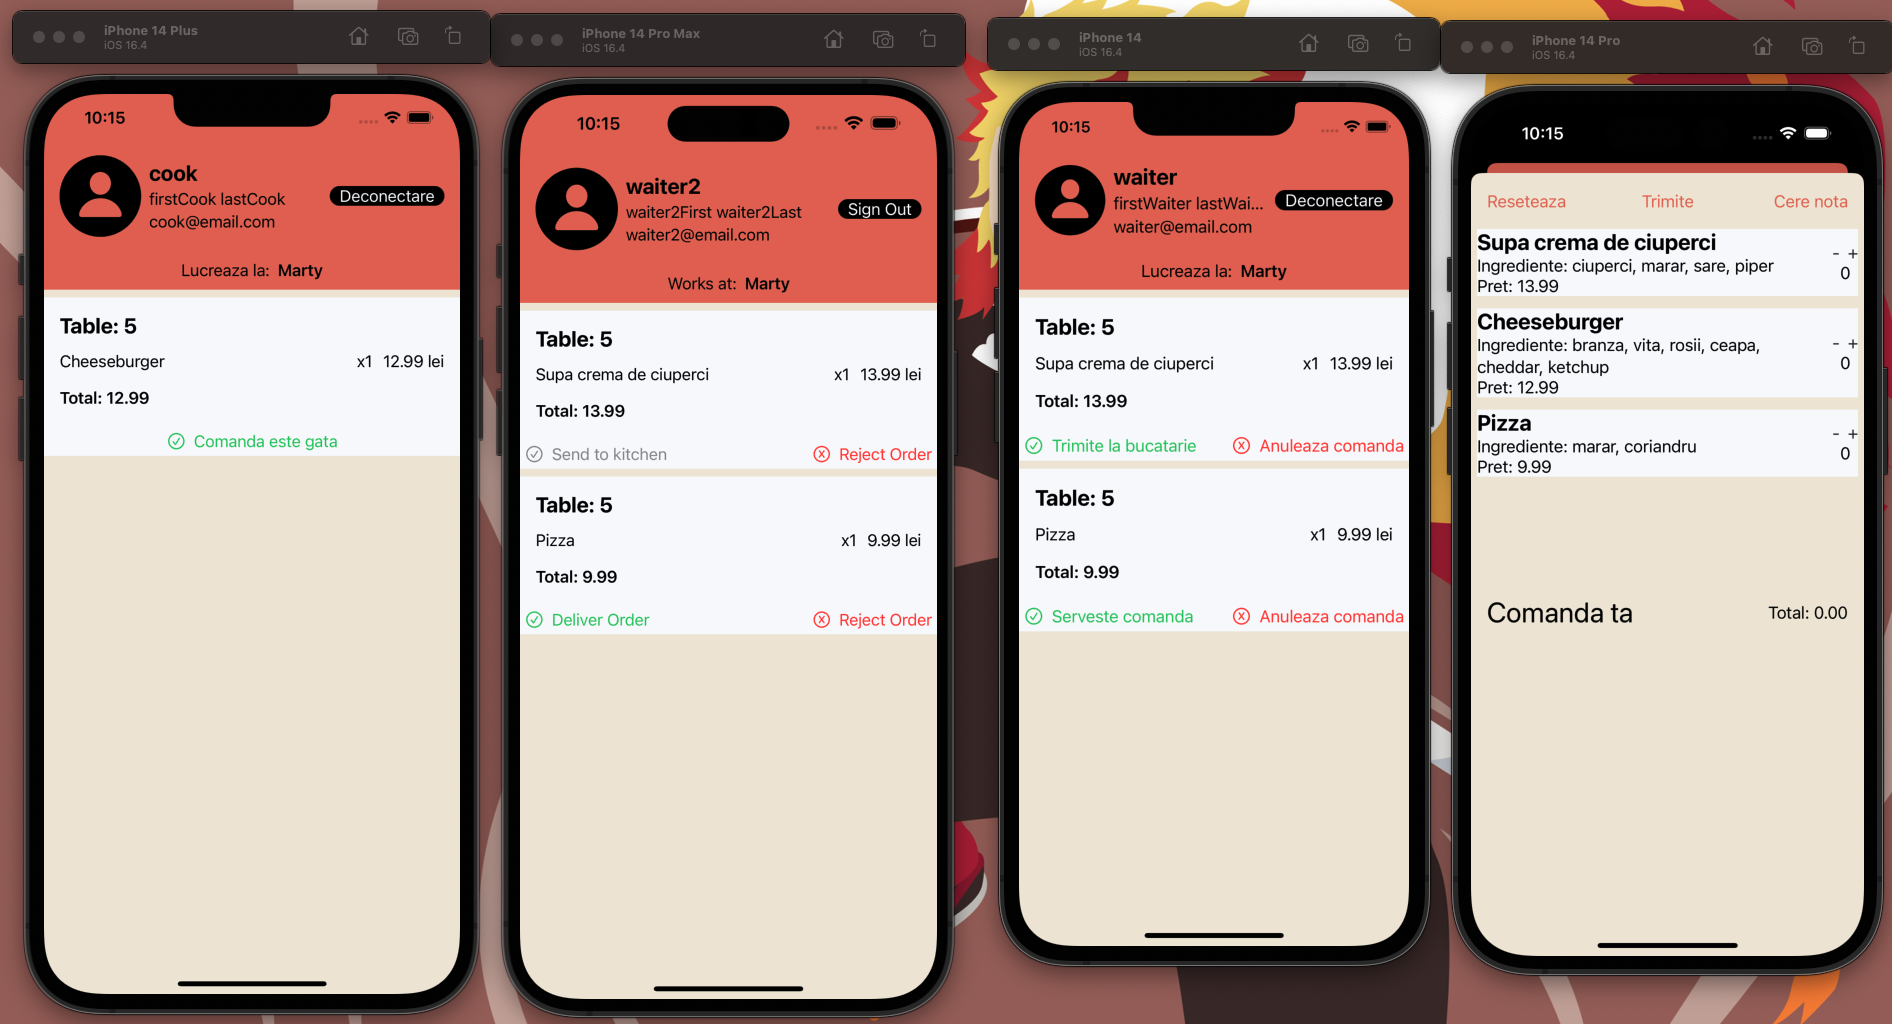 iPhone 14 Plus
iOS 16.4
10:15
cook
firstCook lastCook
cook@email.com
Deconectare
Lucreaza la: Marty
Table: 5
Cheeseburger x1 12.99 lei
Total: 12.99
Comanda este gata
iPhone 14 Pro Max
iOS 16.4
10:15
waiter2
waiter2First waiter2Last
waiter2@email.com
Sign Out
Works at: Marty
Table: 5
Supa crema de ciuperci x1 13.99 lei
Total: 13.99
Send to kitchen Reject Order
Table: 5
Pizza x1 9.99 lei
Total: 9.99
Deliver Order Reject Order
iPhone 14
iOS 16.4
10:15
waiter
firstWaiter lastWai...
waiter@email.com
Deconectare
Lucreaza la: Marty
Table: 5
Supa crema de ciuperci x1 13.99 lei
Total: 13.99
Trimite la bucatarie Anuleaza comanda
Table: 5
Pizza x1 9.99 lei
Total: 9.99
Serveste comanda Anuleaza comanda
iPhone 14 Pro
iOS 16.4
10:15
Reseteaza Trimite Cere nota
Supa crema de ciuperci
Ingrediente: ciuperci, marar, sare, piper
Pret: 13.99
- +
0
Cheeseburger
Ingrediente: branza, vita, rosii, ceapa,
cheddar, ketchup
Pret: 12.99
- +
0
Pizza
Ingrediente: marar, coriandru
Pret: 9.99
- +
0
Comanda ta Total: 0.00